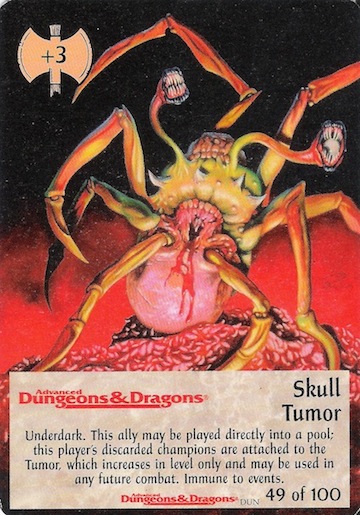 +3
Advanced
Dungeons & Dragons®
Skull
Tumor
Underdark. This ally may be played directly into a pool;
this player's discarded champions are attached to the
Tumor, which increases in level only and may be used in
any future combat. Immune to events.
Advanced
Dungeons & Dragons® DUN 49 of 100